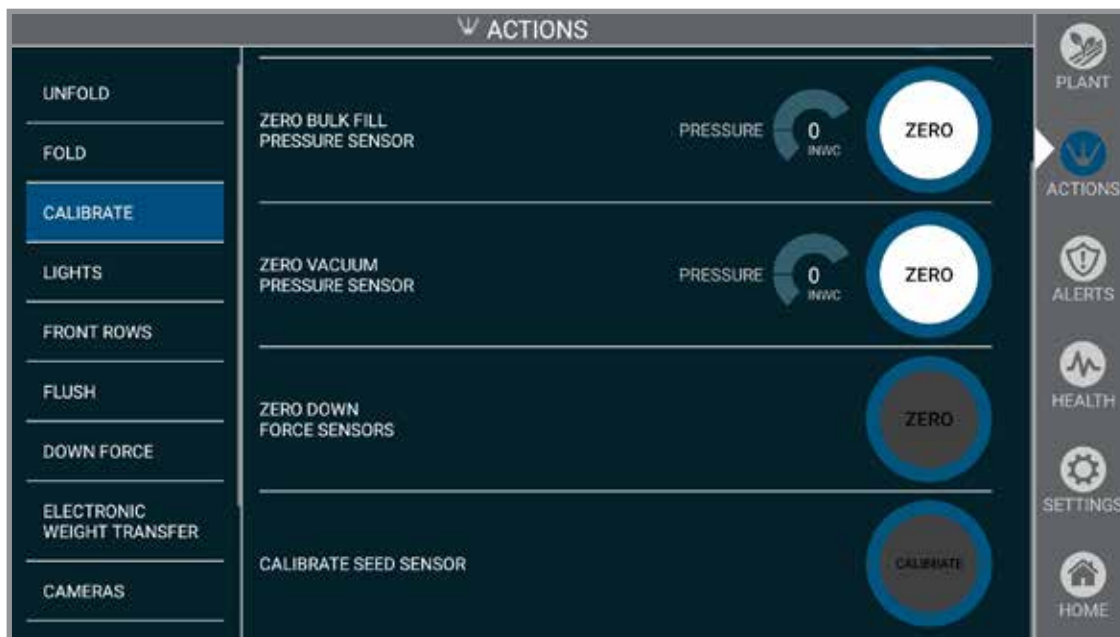 ACTIONS
UNFOLD
FOLD
CALIBRATE
LIGHTS
FRONT ROWS
FLUSH
DOWN FORCE
ELECTRONIC
WEIGHT TRANSFER
CAMERAS
ZERO BULK FILL
PRESSURE SENSOR
PRESSURE
0
INWC
ZERO
ZERO VACUUM
PRESSURE SENSOR
PRESSURE
0
INWC
ZERO
ZERO DOWN
FORCE SENSORS
ZERO
CALIBRATE SEED SENSOR
CALIBRATE
PLANT
ACTIONS
ALERTS
HEALTH
SETTINGS
HOME